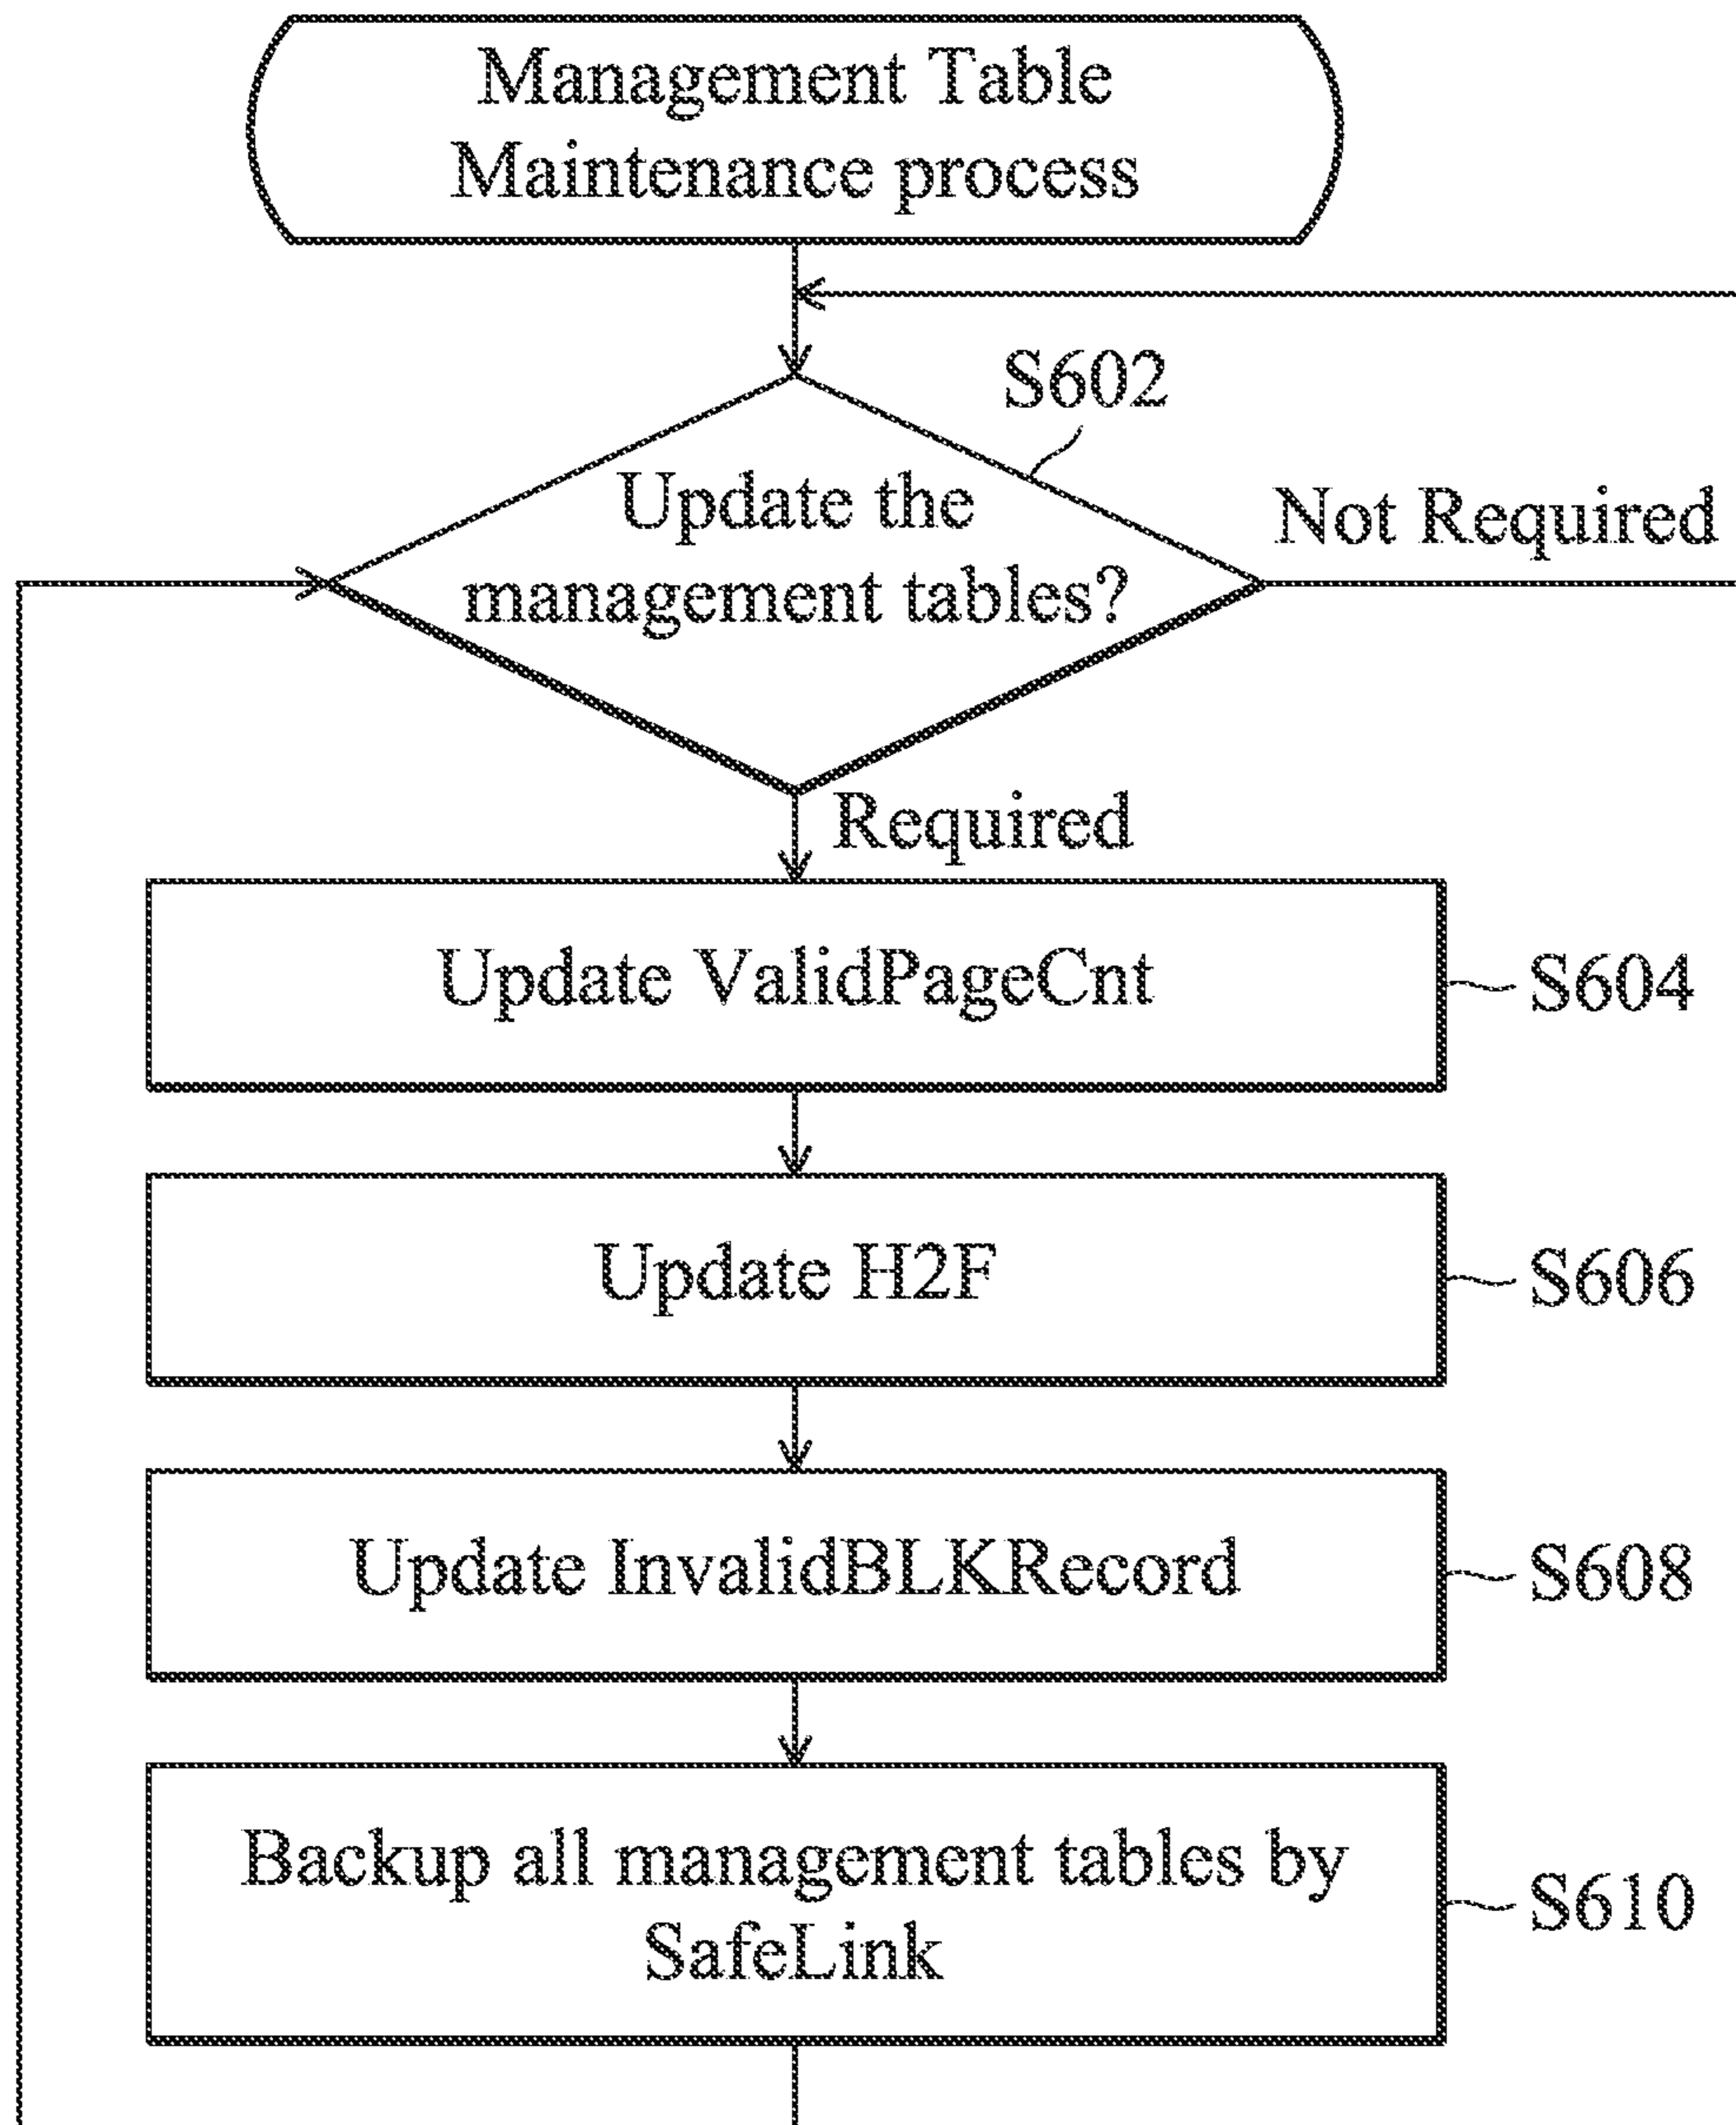 Management Table
Maintenance process
S602
Update the
management tables?
Not Required
Required
Update ValidPageCnt
S604
Update H2F
S606
Update InvalidBLKRecord
S608
Backup all management tables by
SafeLink
S610